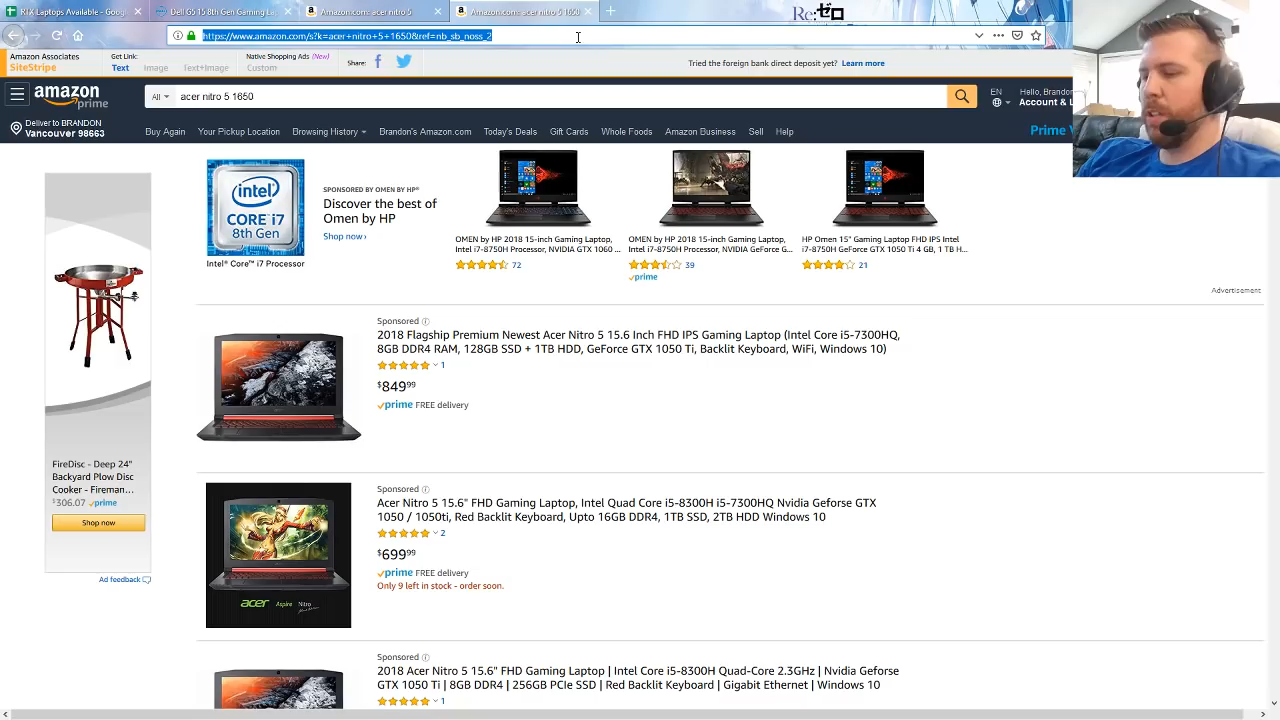 RTX Laptops Available - Goog
Dell G5 15 8th Gen Gaming La
Amazon.com: acer nitro 5
Amazon.com: acer nitro 5 1650
Re:ゼロ
https://www.amazon.com/s?k=acer+nitro+5+1650&ref=nb_sb_noss_2
Amazon Associates
SiteStripe
Get Link:
Text
Image
Text+Image
Native Shopping Ads (New)
Custom
Share:
Tried the foreign bank direct deposit yet? Learn more
amazon
prime
All
acer nitro 5 1650
EN
Hello, Brandon
Account & L
Deliver to BRANDON
Vancouver 98663
Buy Again
Your Pickup Location
Browsing History
Brandon's Amazon.com
Today's Deals
Gift Cards
Whole Foods
Amazon Business
Sell
Help
Prime V
intel
CORE i7
8th Gen
Intel® Core™ i7 Processor
SPONSORED BY OMEN BY HP®
Discover the best of
Omen by HP
Shop now ›
OMEN by HP 2018 15-inch Gaming Laptop,
Intel i7-8750H Processor, NVIDIA GTX 1060 ...
72
OMEN by HP 2018 15-inch Gaming Laptop,
Intel i7-8750H Processor, NVIDIA GeForce G...
39
prime
HP Omen 15" Gaming Laptop FHD IPS Intel
i7-8750H GeForce GTX 1050 Ti 4 GB, 1 TB H...
21
Advertisement
FireDisc - Deep 24"
Backyard Plow Disc
Cooker - Fireman...
$306.07 prime
Shop now
Ad feedback
Sponsored
2018 Flagship Premium Newest Acer Nitro 5 15.6 Inch FHD IPS Gaming Laptop (Intel Core i5-7300HQ,
8GB DDR4 RAM, 128GB SSD + 1TB HDD, GeForce GTX 1050 Ti, Backlit Keyboard, WiFi, Windows 10)
1
$849.99
prime FREE delivery
Sponsored
Acer Nitro 5 15.6" FHD Gaming Laptop, Intel Quad Core i5-8300H i5-7300HQ Nvidia Geforse GTX
1050 / 1050ti, Red Backlit Keyboard, Upto 16GB DDR4, 1TB SSD, 2TB HDD Windows 10
2
$699.99
prime FREE delivery
Only 9 left in stock - order soon.
acer Aspire Nitro
Sponsored
2018 Acer Nitro 5 15.6" FHD Gaming Laptop | Intel Core i5-8300H Quad-Core 2.3GHz | Nvidia Geforse
GTX 1050 Ti | 8GB DDR4 | 256GB PCIe SSD | Red Backlit Keyboard | Gigabit Ethernet | Windows 10
1